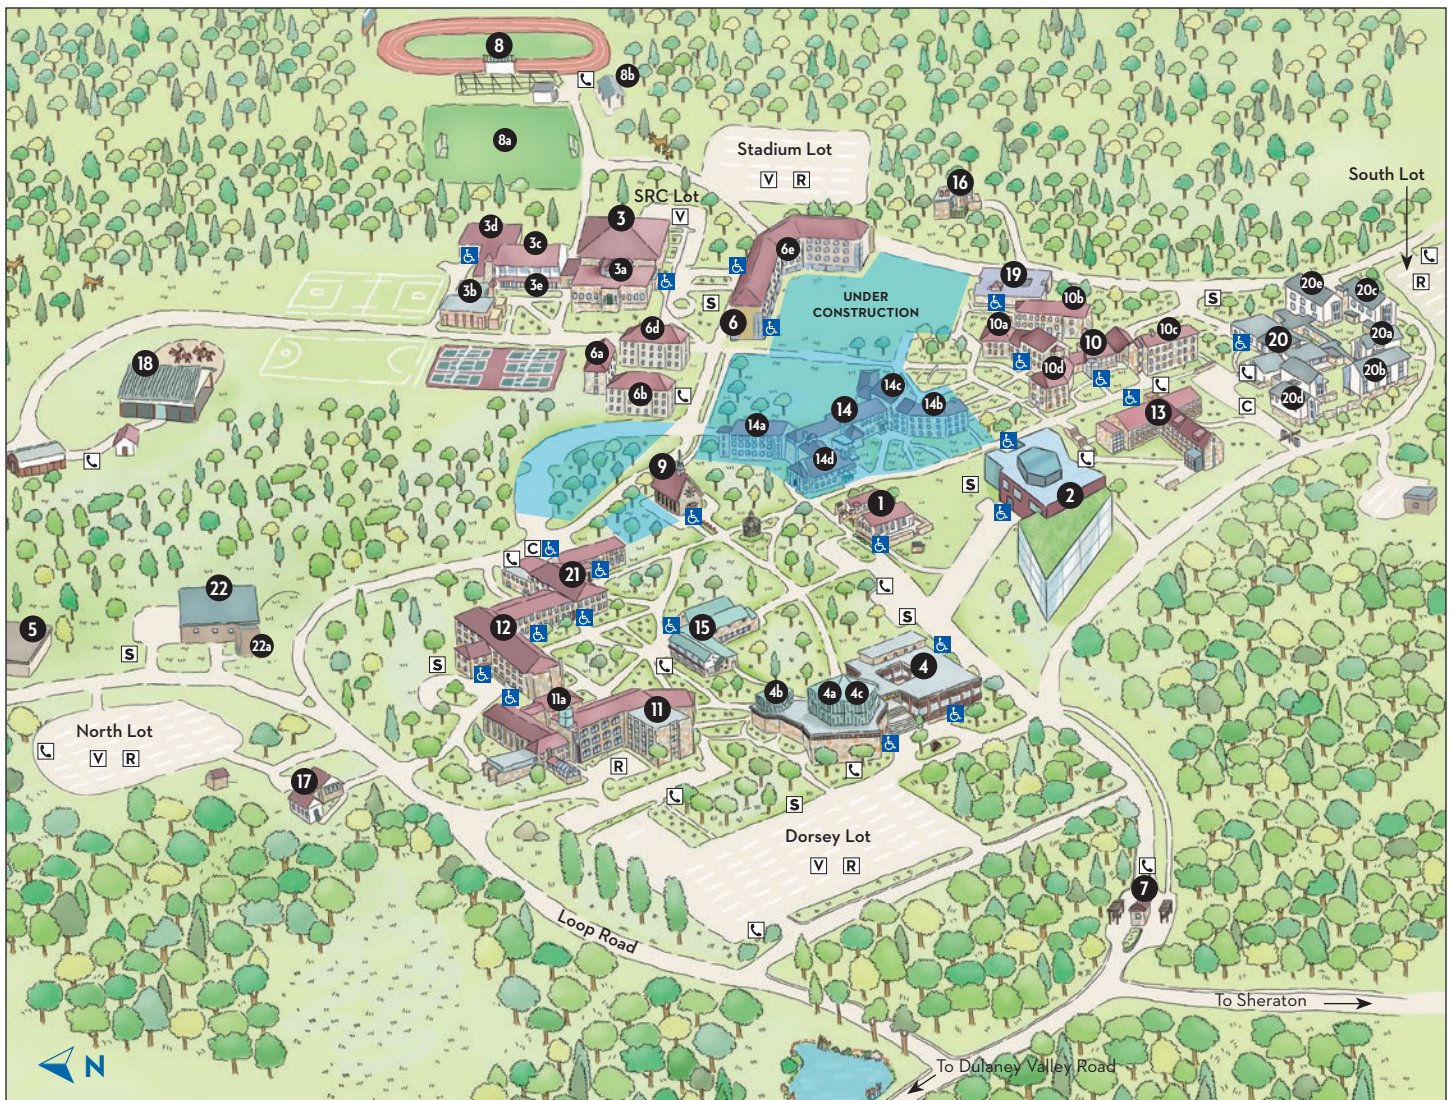 8
8b
8a
Stadium Lot
V R
SRC Lot
V
16
South Lot
R
3d
3c
3
3a
3e
3b
6e
S
6
UNDER
CONSTRUCTION
19
10b
10a
10
10c
10d
S
20e
20c
20
20a
20b
20d
C
6d
6a
6b
18
14c
14
14b
14a
14d
13
9
1
S
2
C
21
22
22a
5
S
12
S
15
S
4
4b
4a
4c
11a
11
R
North Lot
V R
17
S
Dorsey Lot
V R
7
Loop Road
To Sheraton
To Dulaney Valley Road
N